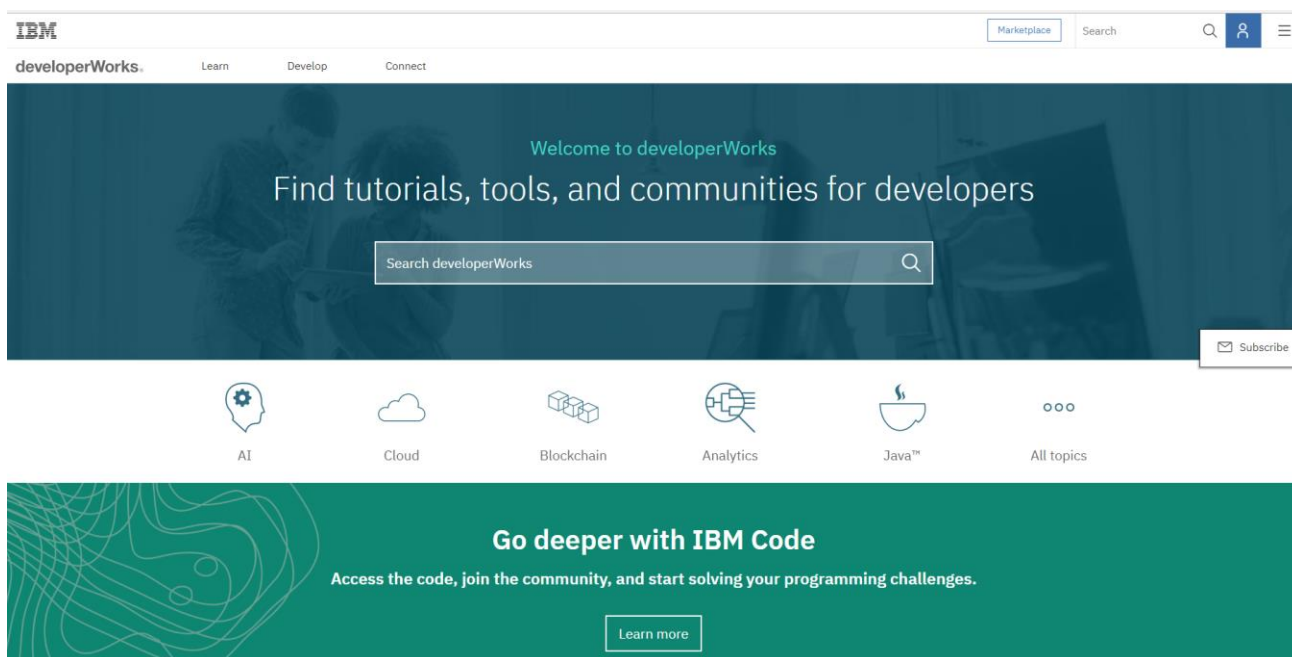 IBM
Marketplace
Search
developerWorks®
Learn
Develop
Connect
Welcome to developerWorks
Find tutorials, tools, and communities for developers
Search developerWorks
Subscribe
AI
Cloud
Blockchain
Analytics
Java™
All topics
Go deeper with IBM Code
Access the code, join the community, and start solving your programming challenges.
Learn more